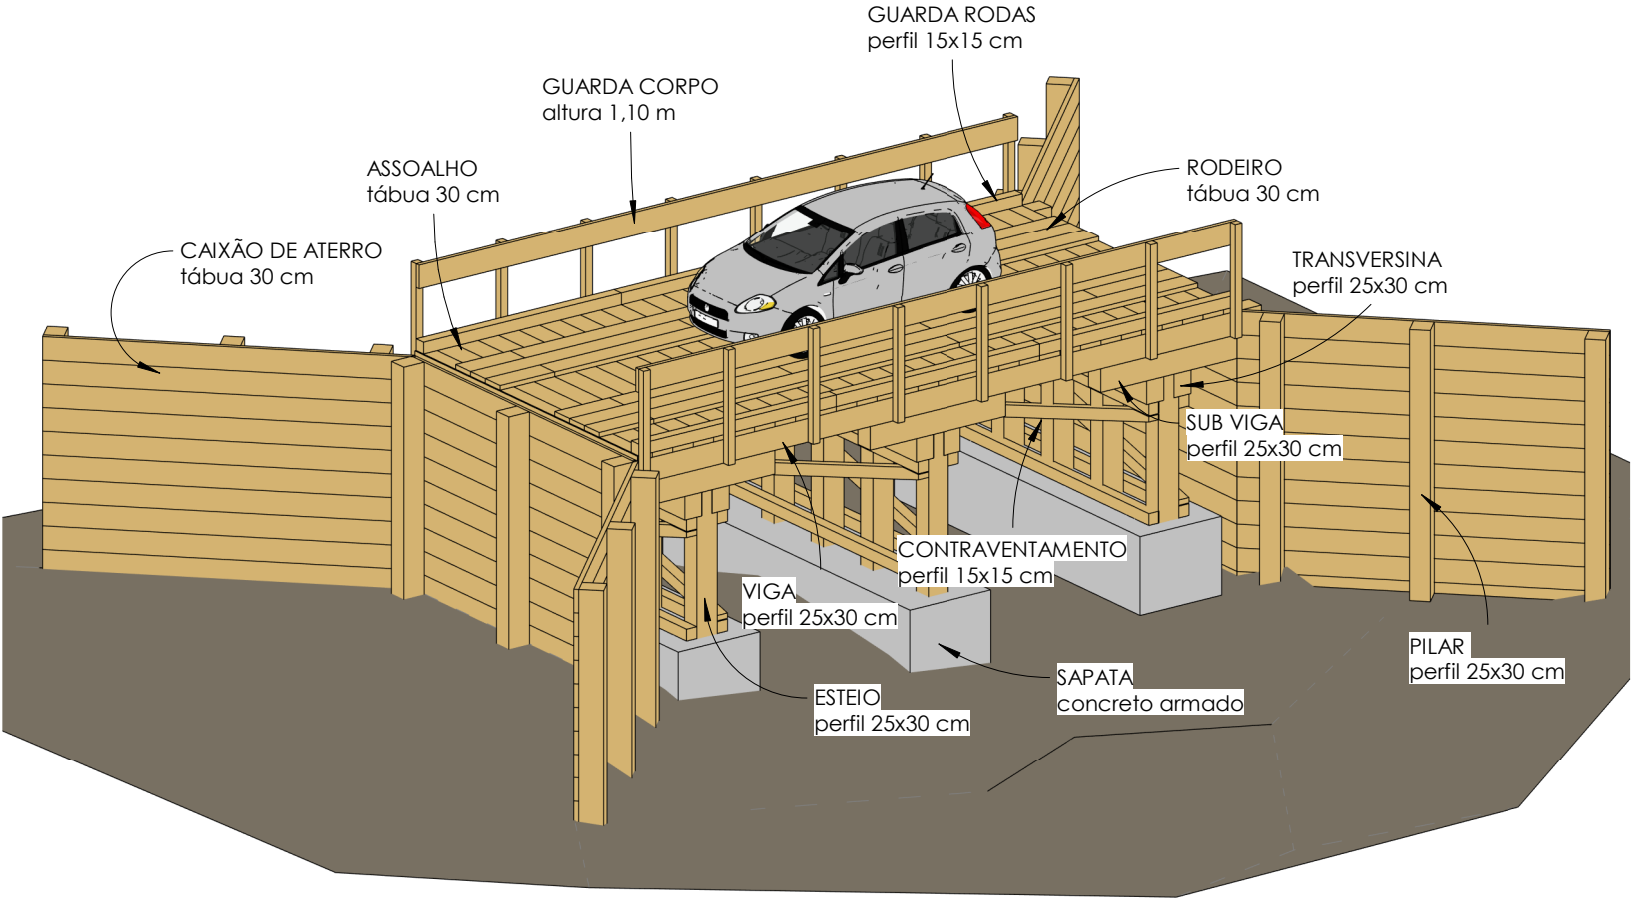 GUARDA RODAS
perfil 15x15 cm
GUARDA CORPO
altura 1,10 m
ASSOALHO
tábua 30 cm
RODEIRO
tábua 30 cm
CAIXÃO DE ATERRO
tábua 30 cm
TRANSVERSINA
perfil 25x30 cm
SUB VIGA
perfil 25x30 cm
CONTRAVENTAMENTO
perfil 15x15 cm
VIGA
perfil 25x30 cm
PILAR
perfil 25x30 cm
SAPATA
concreto armado
ESTEIO
perfil 25x30 cm